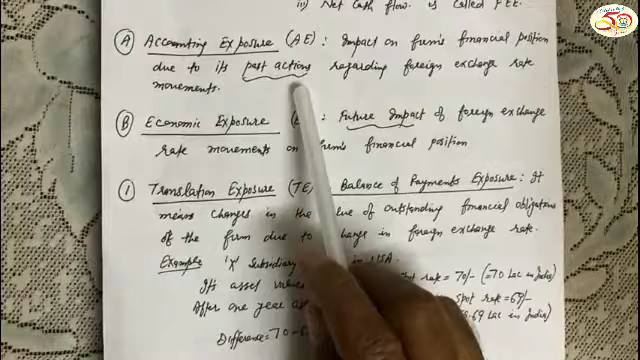 iii) Net Cash flow is called FEE.
(A) Accounting Exposure (AE): Impact on firm's financial position
due to its past actions regarding foreign exchange rate
movements.
(B) Economic Exposure : Future Impact of foreign exchange
rate movements on firm's financial position
(1) Translation Exposure (TE) Balance of Payments Exposure: It
means changes in the value of outstanding financial obligations
of the firm due to change in foreign exchange rate.
Example 'X' Subsidiary in USA.
Its asset value spot rate = 70/- (=70 Lac in India)
After one year Spot rate = 69/-
69 Lac in India)
Difference = 70-